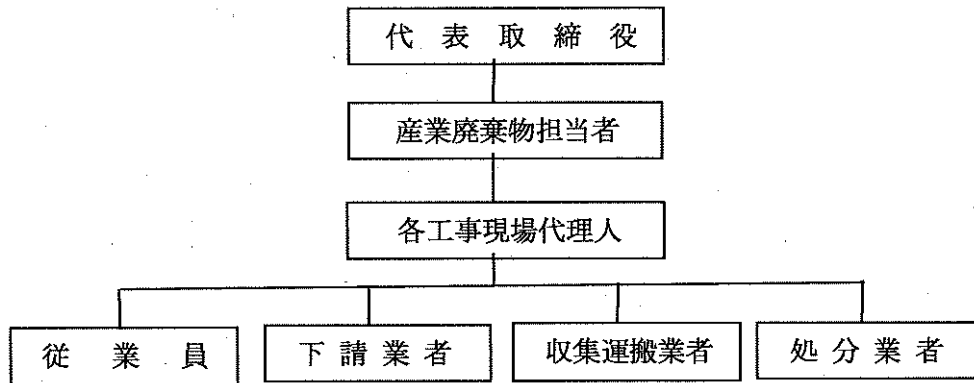 代表取締役
産業廃棄物担当者
各工事現場代理人
従業員
下請業者
収集運搬業者
処分業者